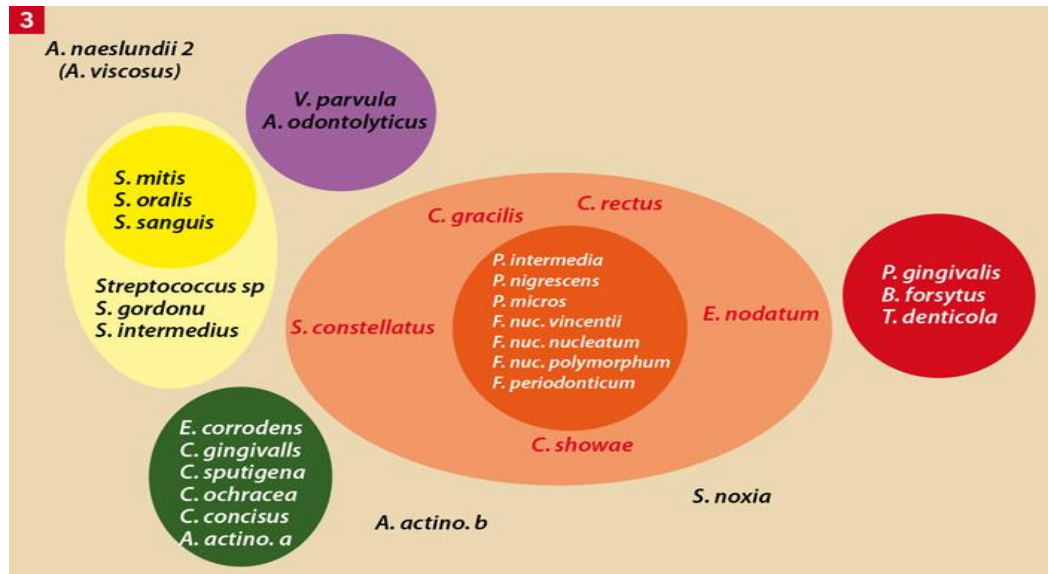 3
A. naeslundii 2
(A. viscosus)
V. parvula
A. odontolyticus
S. mitis
S. oralis
S. sanguis
Streptococcus sp
S. gordonu
S. intermedius
C. gracilis
C. rectus
S. constellatus
E. nodatum
C. showae
P. intermedia
P. nigrescens
P. micros
F. nuc. vincentii
F. nuc. nucleatum
F. nuc. polymorphum
F. periodonticum
P. gingivalis
B. forsytus
T. denticola
E. corrodens
C. gingivalls
C. sputigena
C. ochracea
C. concisus
A. actino. a
A. actino. b
S. noxia